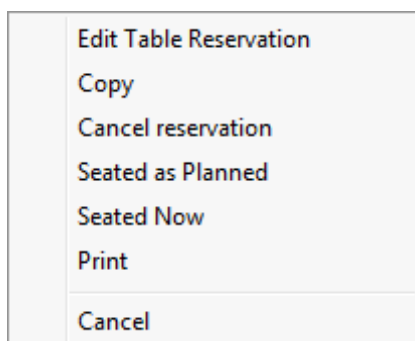 Edit Table Reservation
Copy
Cancel reservation
Seated as Planned
Seated Now
Print
Cancel